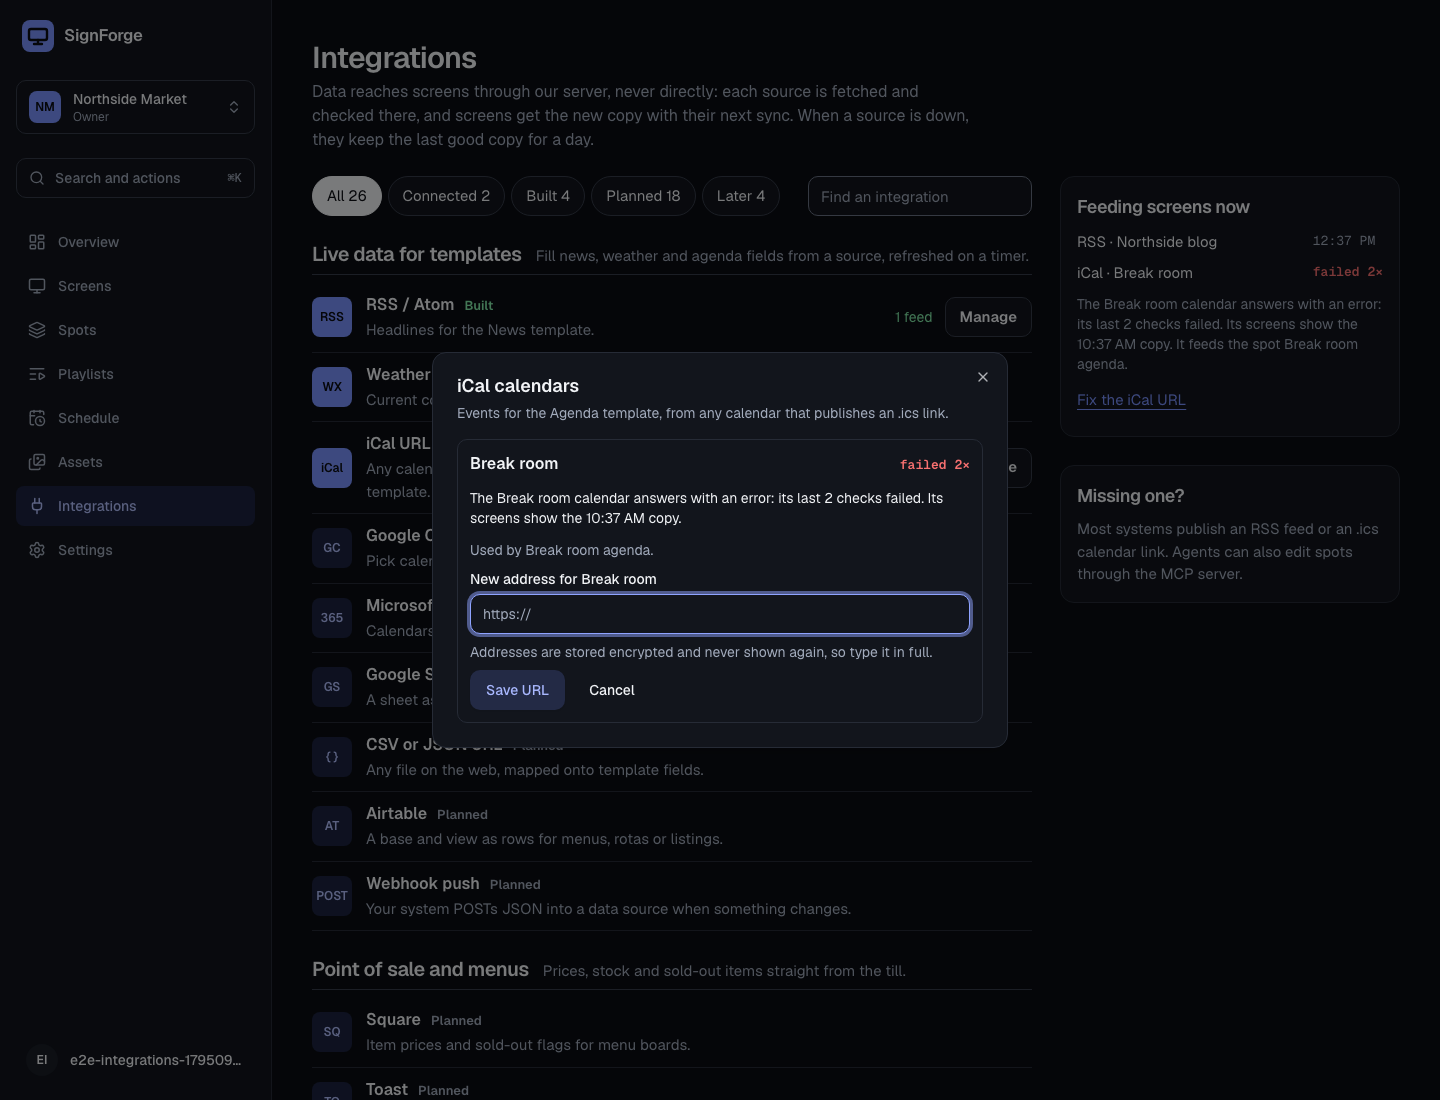 SignForge
NM
Northside Market
Owner
Search and actions
⌘K
Overview
Screens
Spots
Playlists
Schedule
Assets
Integrations
Settings
EI
e2e-integrations-179509…
Integrations
Data reaches screens through our server, never directly: each source is fetched and
checked there, and screens get the new copy with their next sync. When a source is down,
they keep the last good copy for a day.
All 26
Connected 2
Built 4
Planned 18
Later 4
Find an integration
Live data for templates
Fill news, weather and agenda fields from a source, refreshed on a timer.
RSS
RSS / Atom
Built
Headlines for the News template.
1 feed
Manage
WX
Weather
iCal
iCal URL
template.
GC
365
GS
iCal calendars
Events for the Agenda template, from any calendar that publishes an .ics link.
Break room
failed 2×
The Break room calendar answers with an error: its last 2 checks failed. Its
screens show the 10:37 AM copy.
Used by Break room agenda.
New address for Break room
https://
Addresses are stored encrypted and never shown again, so type it in full.
Save URL
Cancel
{}
CSV or
Any file on the web, mapped onto template fields.
AT
Airtable
Planned
A base and view as rows for menus, rotas or listings.
POST
Webhook push
Planned
Your system POSTs JSON into a data source when something changes.
Point of sale and menus
Prices, stock and sold-out items straight from the till.
SQ
Square
Planned
Item prices and sold-out flags for menu boards.
Toast
Planned
Feeding screens now
RSS · Northside blog
12:37 PM
iCal · Break room
failed 2×
The Break room calendar answers with an error:
its last 2 checks failed. Its screens show the
10:37 AM copy. It feeds the spot Break room
agenda.
Fix the iCal URL
Missing one?
Most systems publish an RSS feed or an .ics
calendar link. Agents can also edit spots
through the MCP server.